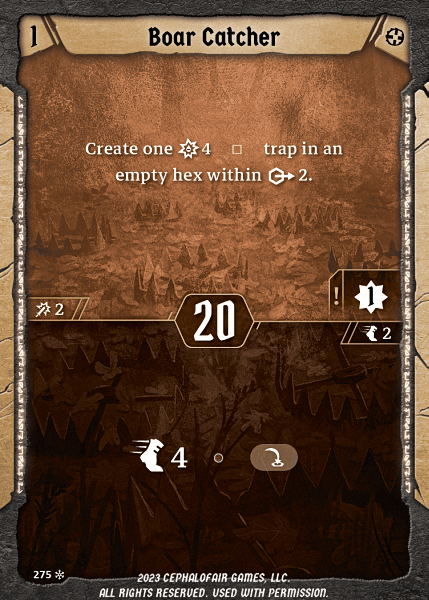 1
Boar Catcher
Create one 4 □ trap in an
empty hex within 2.
2
20
!
1
2
4
275
2023 CEPHALOFAIR GAMES, LLC.
ALL RIGHTS RESERVED. USED WITH PERMISSION.